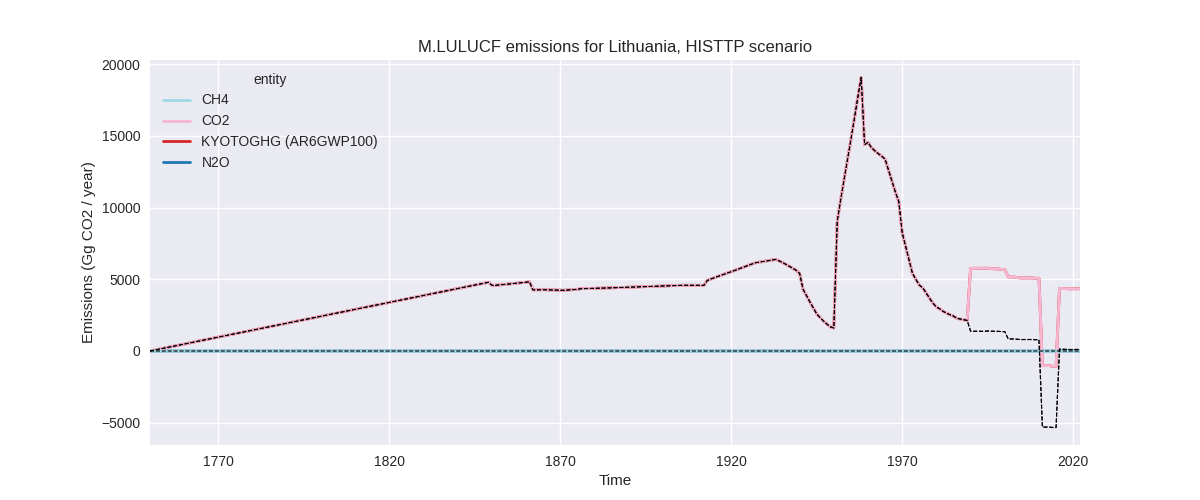 M.LULUCF emissions for Lithuania, HISTTP scenario
20000
15000
10000
5000
0
−5000
Emissions (Gg CO2 / year)
entity
CH4
CO2
KYOTOGHG (AR6GWP100)
N2O
1770
1820
1870
1920
1970
2020
Time